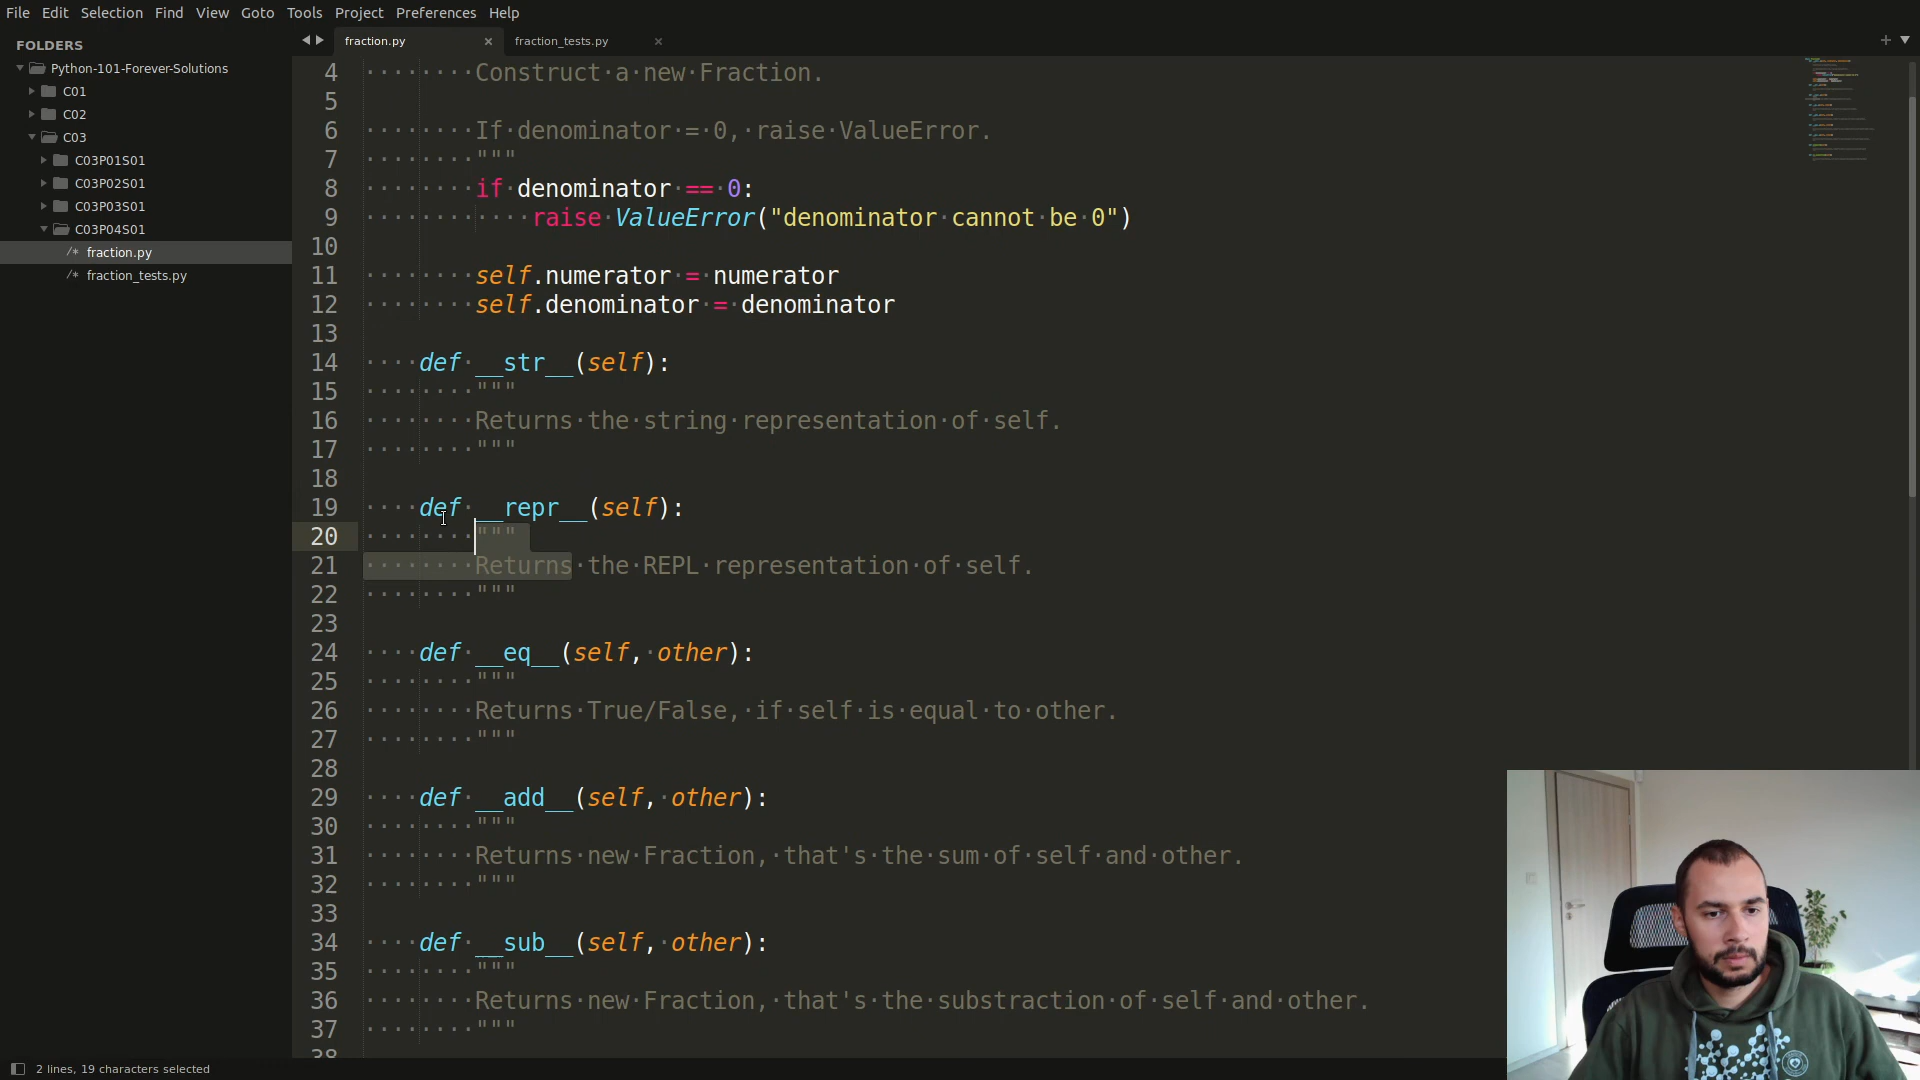 File Edit Selection Find View Goto Tools Project Preferences Help
FOLDERS
Python-101-Forever-Solutions
C01
C02
C03
C03P01S01
C03P02S01
C03P03S01
C03P04S01
/* fraction.py
/* fraction_tests.py
fraction.py × fraction_tests.py ×
4 Construct a new Fraction.
5
6 If denominator = 0, raise ValueError.
7 """
8 if denominator == 0:
9 raise ValueError("denominator cannot be 0")
10
11 self.numerator = numerator
12 self.denominator = denominator
13
14 def __str__(self):
15 """
16 Returns the string representation of self.
17 """
18
19 def __repr__(self):
20 """
21 Returns the REPL representation of self.
22 """
23
24 def __eq__(self, other):
25 """
26 Returns True/False, if self is equal to other.
27 """
28
29 def __add__(self, other):
30 """
31 Returns new Fraction, that's the sum of self and other.
32 """
33
34 def __sub__(self, other):
35 """
36 Returns new Fraction, that's the substraction of self and other.
37 """
38
2 lines, 19 characters selected